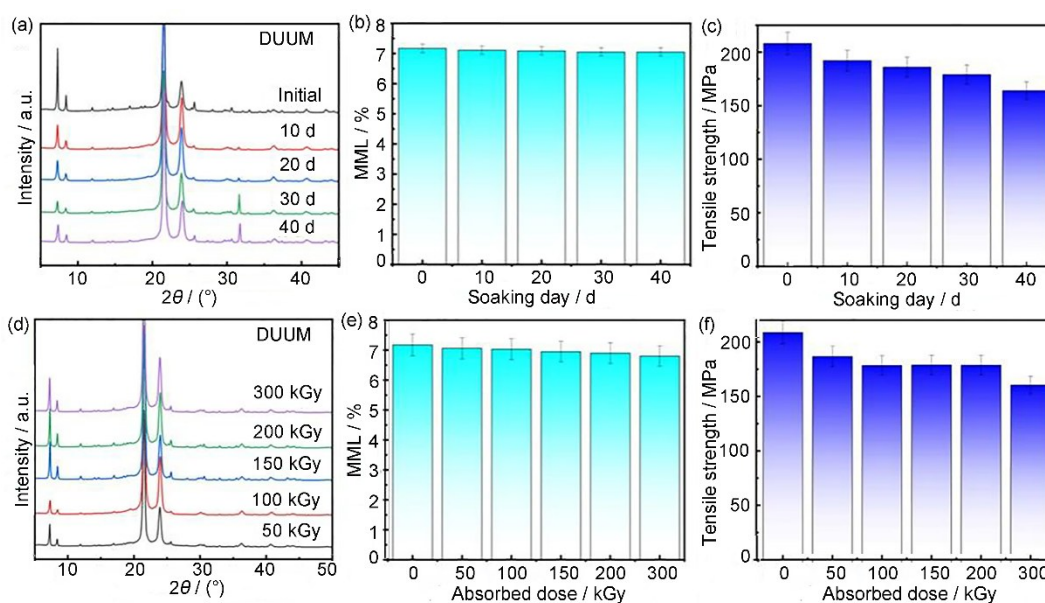 (a)
DUUM
Initial
10 d
20 d
30 d
40 d
Intensity / a.u.
10 20 30 40
2θ / (°)
(b)
8
7
6
5
4
3
2
1
0
MML / %
0 10 20 30 40
Soaking day / d
(c)
200
150
100
50
0
Tensile strength / MPa
0 10 20 30 40
Soaking day / d
(d)
DUUM
300 kGy
200 kGy
150 kGy
100 kGy
50 kGy
Intensity / a.u.
10 20 30 40 50
2θ / (°)
(e)
8
7
6
5
4
3
2
1
0
MML / %
0 50 100 150 200 300
Absorbed dose / kGy
(f)
200
150
100
50
0
Tensile strength / MPa
0 50 100 150 200 300
Absorbed dose / kGy